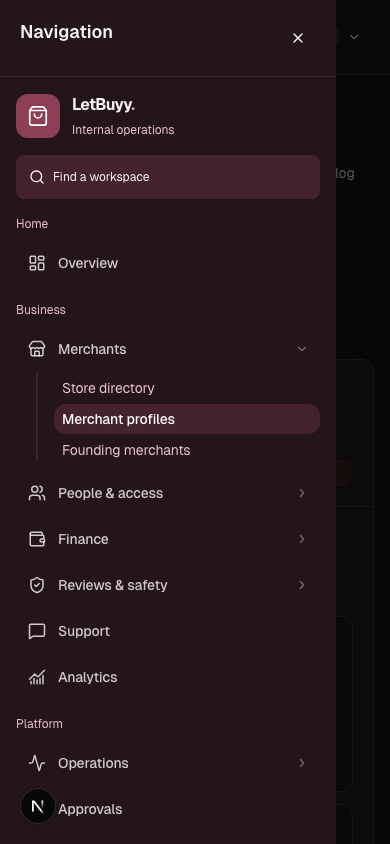 Navigation
LetBuyy.
Internal operations
Find a workspace
Home
Overview
Business
Merchants
Store directory
Merchant profiles
Founding merchants
People & access
Finance
Reviews & safety
Support
Analytics
Platform
Operations
N
Approvals
log